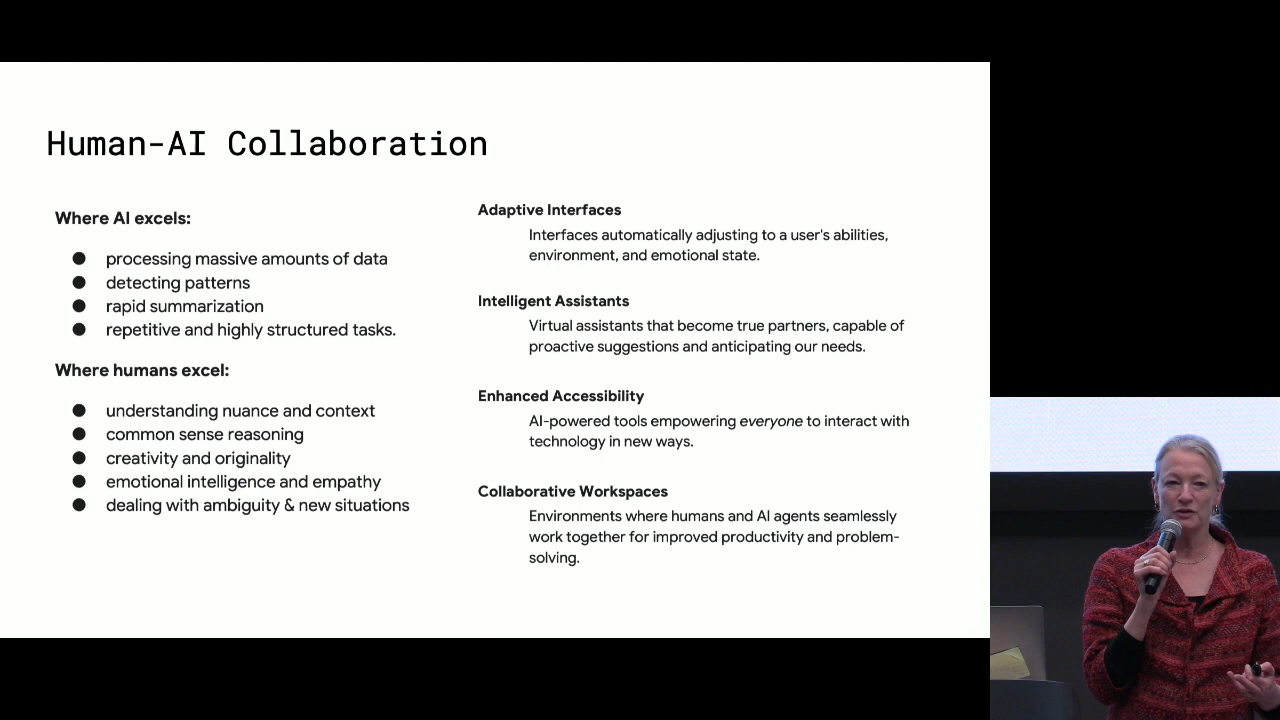 Human-AI Collaboration
Where AI excels:
● processing massive amounts of data
● detecting patterns
● rapid summarization
● repetitive and highly structured tasks.
Where humans excel:
● understanding nuance and context
● common sense reasoning
● creativity and originality
● emotional intelligence and empathy
● dealing with ambiguity & new situations
Adaptive Interfaces
Interfaces automatically adjusting to a user's abilities,
environment, and emotional state.
Intelligent Assistants
Virtual assistants that become true partners, capable of
proactive suggestions and anticipating our needs.
Enhanced Accessibility
AI-powered tools empowering everyone to interact with
technology in new ways.
Collaborative Workspaces
Environments where humans and AI agents seamlessly
work together for improved productivity and problem-
solving.